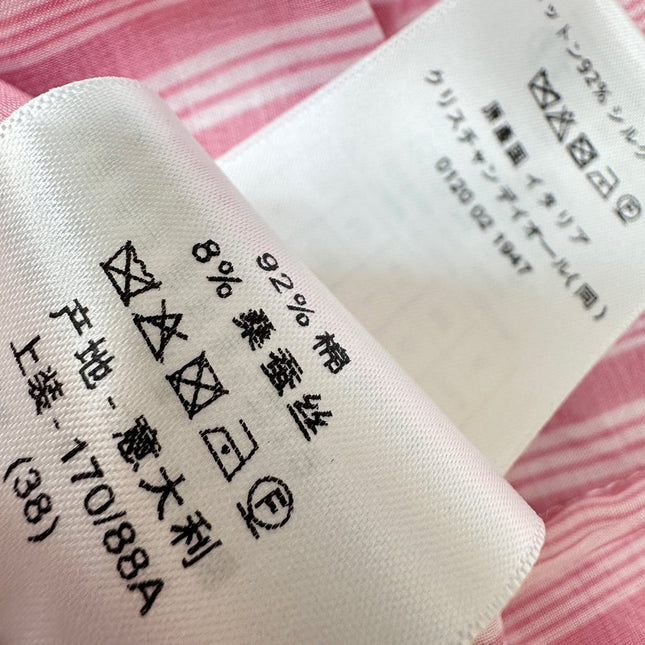 92% 棉
8% 桑蚕丝
产地 - 意大利
上装 - 170/88A
(38)
ットン92% シルク
原産国 イタリア
クリスチャンディオール(同)
0120 02 1947